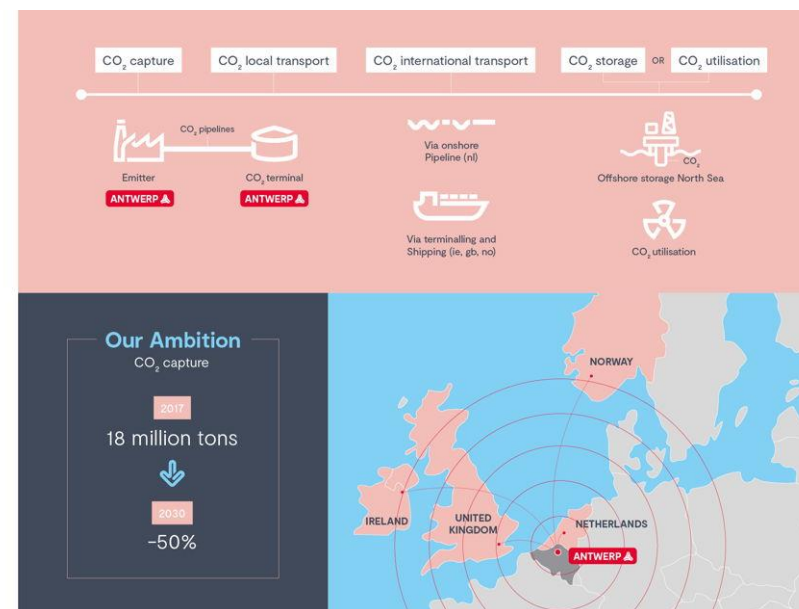 CO₂ capture
CO₂ local transport
CO₂ international transport
CO₂ storage OR CO₂ utilisation
CO₂ pipelines
Emitter
ANTWERP
CO₂ terminal
ANTWERP
Via onshore
Pipeline (nl)
Via terminalling and
Shipping (ie, gb, no)
CO₂
Offshore storage North Sea
CO₂ utilisation
Our Ambition
CO₂ capture
2017
18 million tons
2030
-50%
NORWAY
IRELAND
UNITED
KINGDOM
NETHERLANDS
ANTWERP